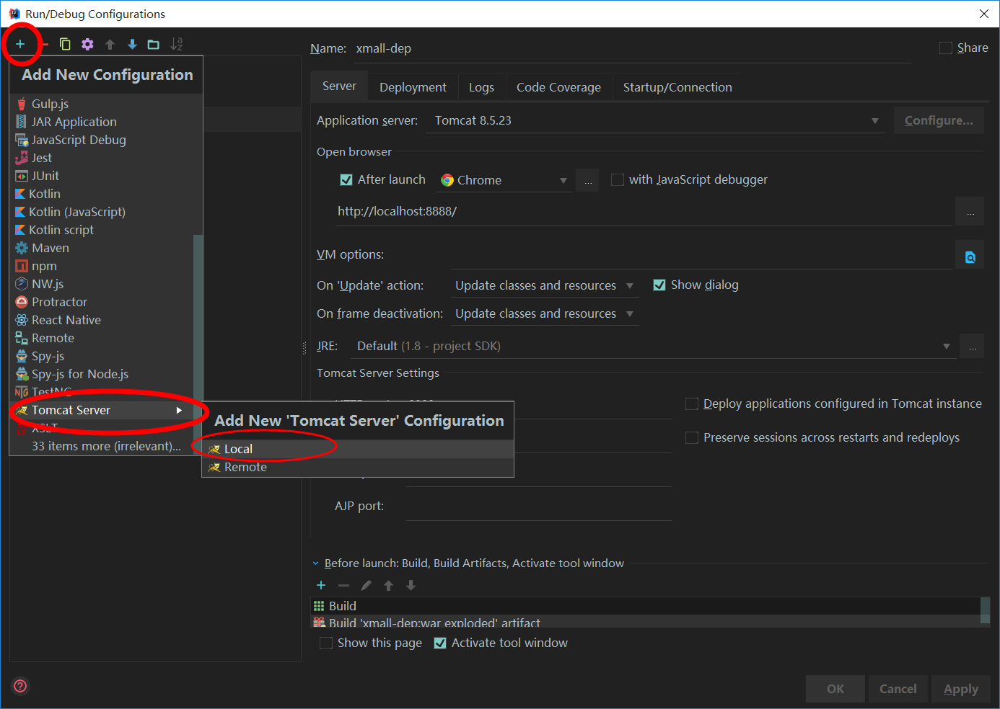 Run/Debug Configurations
Name: xmall-dep
Share
Add New Configuration
Gulp.js
JAR Application
JavaScript Debug
Jest
JUnit
Kotlin
Kotlin (JavaScript)
Kotlin script
Maven
npm
NW.js
Protractor
React Native
Remote
Spy-js
Spy-js for Node.js
TestNG
Tomcat Server
XSLT
33 items more (irrelevant)...
Add New 'Tomcat Server' Configuration
Local
Remote
Server Deployment Logs Code Coverage Startup/Connection
Application server: Tomcat 8.5.23 Configure...
Open browser
After launch Chrome ... with JavaScript debugger
http://localhost:8888/ ...
VM options:
On 'Update' action: Update classes and resources Show dialog
On frame deactivation: Update classes and resources
JRE: Default (1.8 - project SDK) ...
Tomcat Server Settings
Deploy applications configured in Tomcat instance
Preserve sessions across restarts and redeploys
AJP port:
Before launch: Build, Build Artifacts, Activate tool window
Build
Build 'xmall-dep:war exploded' artifact
Show this page Activate tool window
OK Cancel Apply